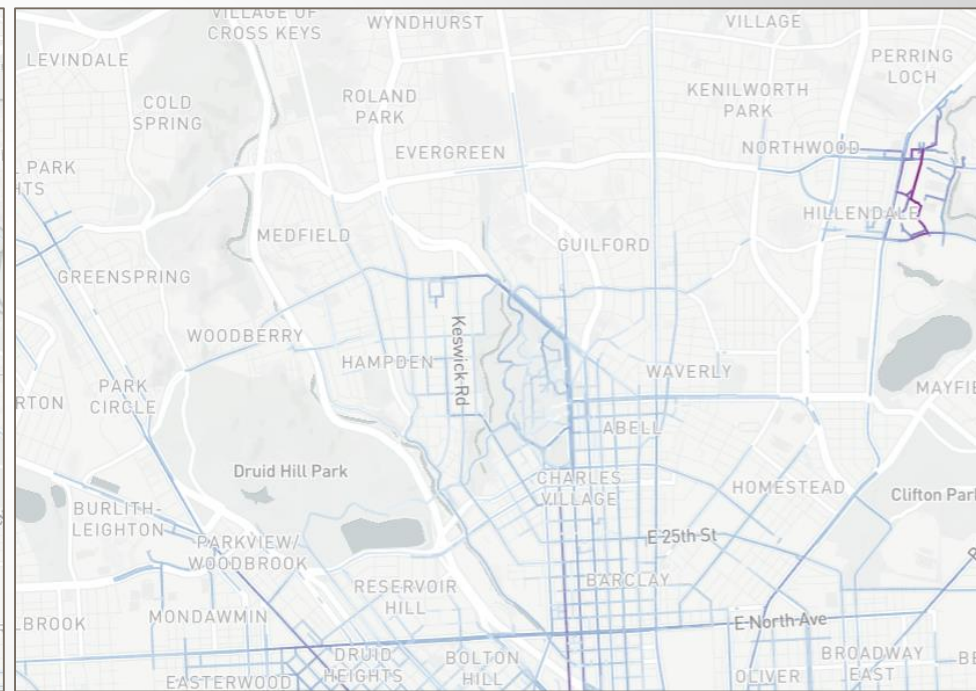 VILLAGE OF
CROSS KEYS
WYNDHURST
VILLAGE
LEVINDALE
PERRING
LOCH
COLD
SPRING
ROLAND
PARK
KENILWORTH
PARK
EVERGREEN
NORTHWOOD
PARK
HTS
HILLENDALE
MEDFIELD
GUILFORD
GREENSPRING
WOODBERRY
Keswick Rd
HAMPDEN
WAVERLY
PARK
CIRCLE
RTON
MAYFIE
ABELL
Druid Hill Park
CHARLES
VILLAGE
HOMESTEAD
Clifton Park
BURLITH-
LEIGHTON
E 25th St
PARKVIEW/
WOODBROOK
RESERVOIR
HILL
BARCLAY
MONDAWMIN
LBROOK
E North Ave
DRUID
HEIGHTS
BOLTON
HILL
BROADWAY
EAST
EASTERWOOD
OLIVER
BE